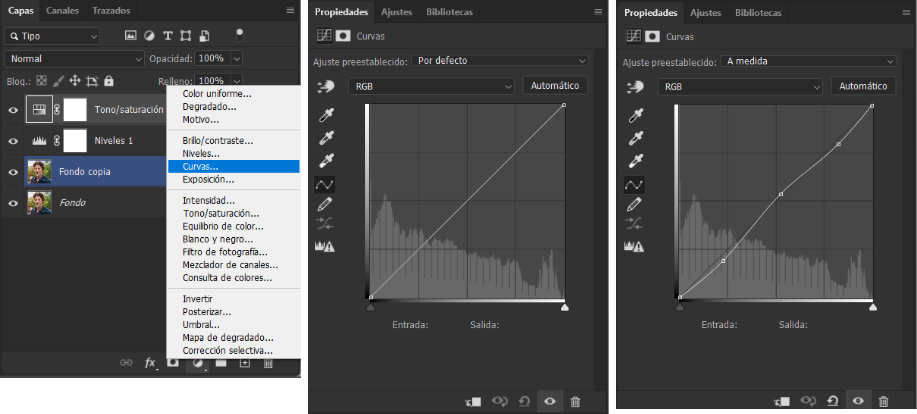 Capas Canales Trazados
Tipo
Normal Opacidad: 100%
Bloq.: Relleno: 100%
Tono/saturación
Niveles 1
Fondo copia
Fondo
fx
Color uniforme...
Degradado...
Motivo...
Brillo/contraste...
Niveles...
Curvas...
Exposición...
Intensidad...
Tono/saturación...
Equilibrio de color...
Blanco y negro...
Filtro de fotografía...
Mezclador de canales...
Consulta de colores...
Invertir
Posterizar...
Umbral...
Mapa de degradado...
Corrección selectiva...
Propiedades Ajustes Bibliotecas
Curvas
Ajuste preestablecido: Por defecto
RGB Automático
Entrada: Salida:
Propiedades Ajustes Bibliotecas
Curvas
Ajuste preestablecido: A medida
RGB Automático
Entrada: Salida: